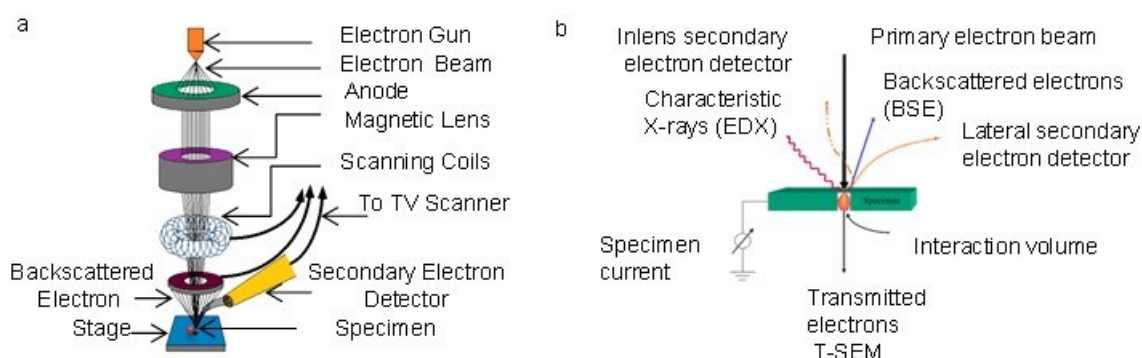 a
Electron Gun
Electron Beam
Anode
Magnetic Lens
Scanning Coils
To TV Scanner
Backscattered
Electron
Secondary Electron
Detector
Stage
Specimen
b
Inlens secondary
electron detector
Primary electron beam
Characteristic
X-rays (EDX)
Backscattered electrons
(BSE)
Lateral secondary
electron detector
Specimen
Specimen
current
Interaction volume
Transmitted
electrons
T-SEM